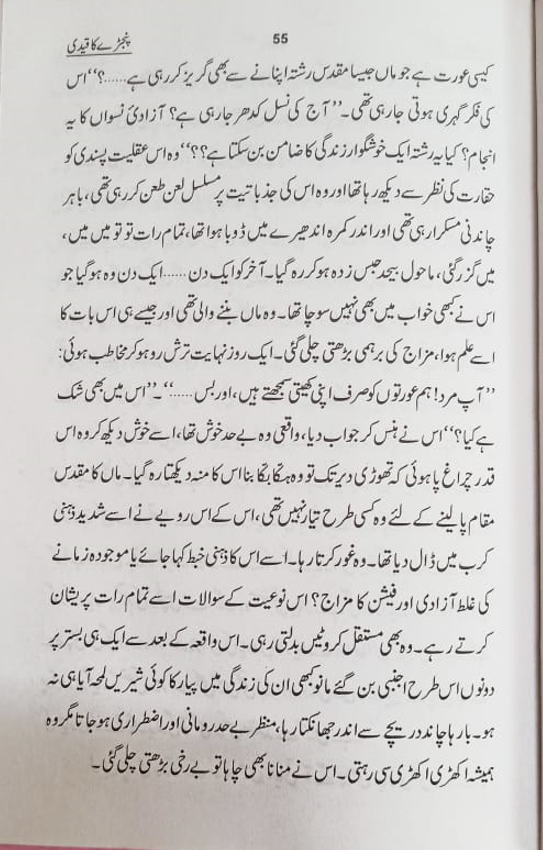 55
پنجڑے کا قیدی
کیسی عورت ہے جو ماں جیسا مقدس رشتہ اپنانے سے بھی گریز کر رہی ہے.....؟‘‘ اس
کی فکر گہری ہوتی جا رہی تھی۔ ’’آج کی نسل کدھر جا رہی ہے؟ آزادیٔ نسواں کا یہ
انجام؟ کیا یہ رشتہ ایک خوشگوار زندگی کا ضامن بن سکتا ہے؟؟‘‘ وہ اس عقلیت پسندی کو
حقارت کی نظر سے دیکھ رہا تھا اور وہ اس کی جذباتیت پر مسلسل لعن طعن کر رہی تھی، باہر
چاندنی مسکرا رہی تھی اور اندر کمرہ اندھیرے میں ڈوبا ہوا تھا، تمام رات تو تو میں میں،
میں گزر گئی، ماحول بیحد حبس زدہ ہو کر رہ گیا۔ آخر کو ایک دن ......ایک دن وہ ہو گیا جو
اس نے کبھی خواب میں بھی نہیں سوچا تھا۔ وہ ماں بننے والی تھی اور جیسے ہی اس بات کا
اسے علم ہوا، مزاج کی برہمی بڑھتی چلی گئی۔ ایک روز نہایت ترش رو ہو کر مخاطب ہوئی:
’’آپ مرد! ہم عورتوں کو صرف اپنی کھیتی سمجھتے ہیں، اور بس ......‘‘۔ ’’اس میں بھی شک
ہے کیا؟‘‘ اس نے ہنس کر جواب دیا، واقعی وہ بے حد خوش تھا، اسے خوش دیکھ کر وہ اس
قدر چراغ پا ہوئی کہ تھوڑی دیر تک تو وہ ہکا بکا بنا اس کا منہ دیکھتا رہ گیا۔ ماں کا مقدس
مقام پا لینے کے لئے وہ کسی طرح تیار نہیں تھی، اس کے اس رویے نے اسے شدید ذہنی
کرب میں ڈال دیا تھا۔ وہ غور کرتا رہا۔ اسے اس کا ذہنی خبط کہا جائے یا موجودہ زمانے
کی غلط آزادی اور فیشن کا مزاج؟ اس نوعیت کے سوالات اسے تمام رات پریشان
کرتے رہے۔ وہ بھی مستقل کروٹیں بدلتی رہی۔ اس واقعہ کے بعد سے ایک ہی بستر پر
دونوں اس طرح اجنبی بن گئے مانو کبھی ان کی زندگی میں پیار کا کوئی شیریں لمحہ آیا ہی نہ
ہو۔ بارہا چاند دریچے سے اندر جھانکتا رہا، منظر بے حد رومانی اور اضطراری ہو جاتا مگر وہ
ہمیشہ اکھڑی اکھڑی سی رہتی۔ اس نے منانا بھی چاہا تو بے رخی بڑھتی چلی گئی۔